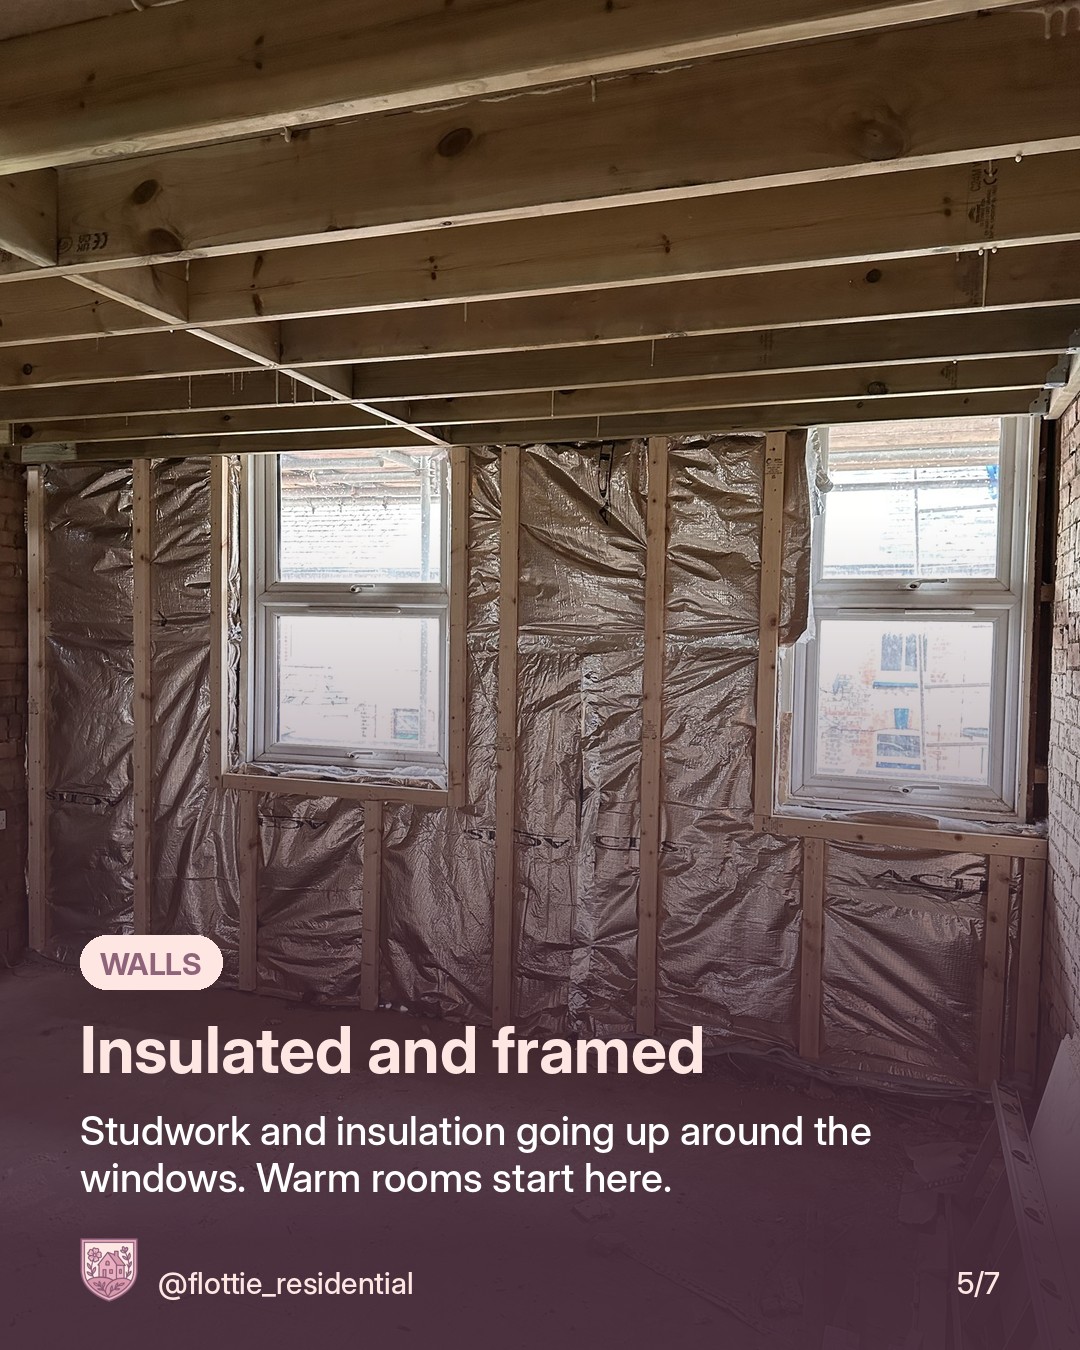 WALLS
Insulated and framed
Studwork and insulation going up around the
windows. Warm rooms start here.
@flottie_residential
5/7